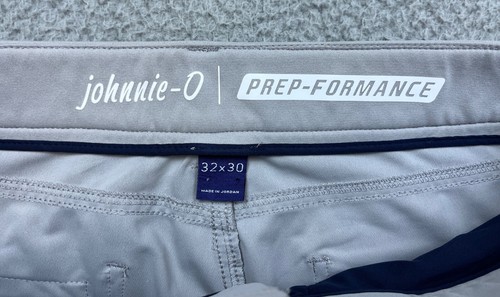 johnnie-O | PREP-FORMANCE
32x30
MADE IN JORDAN